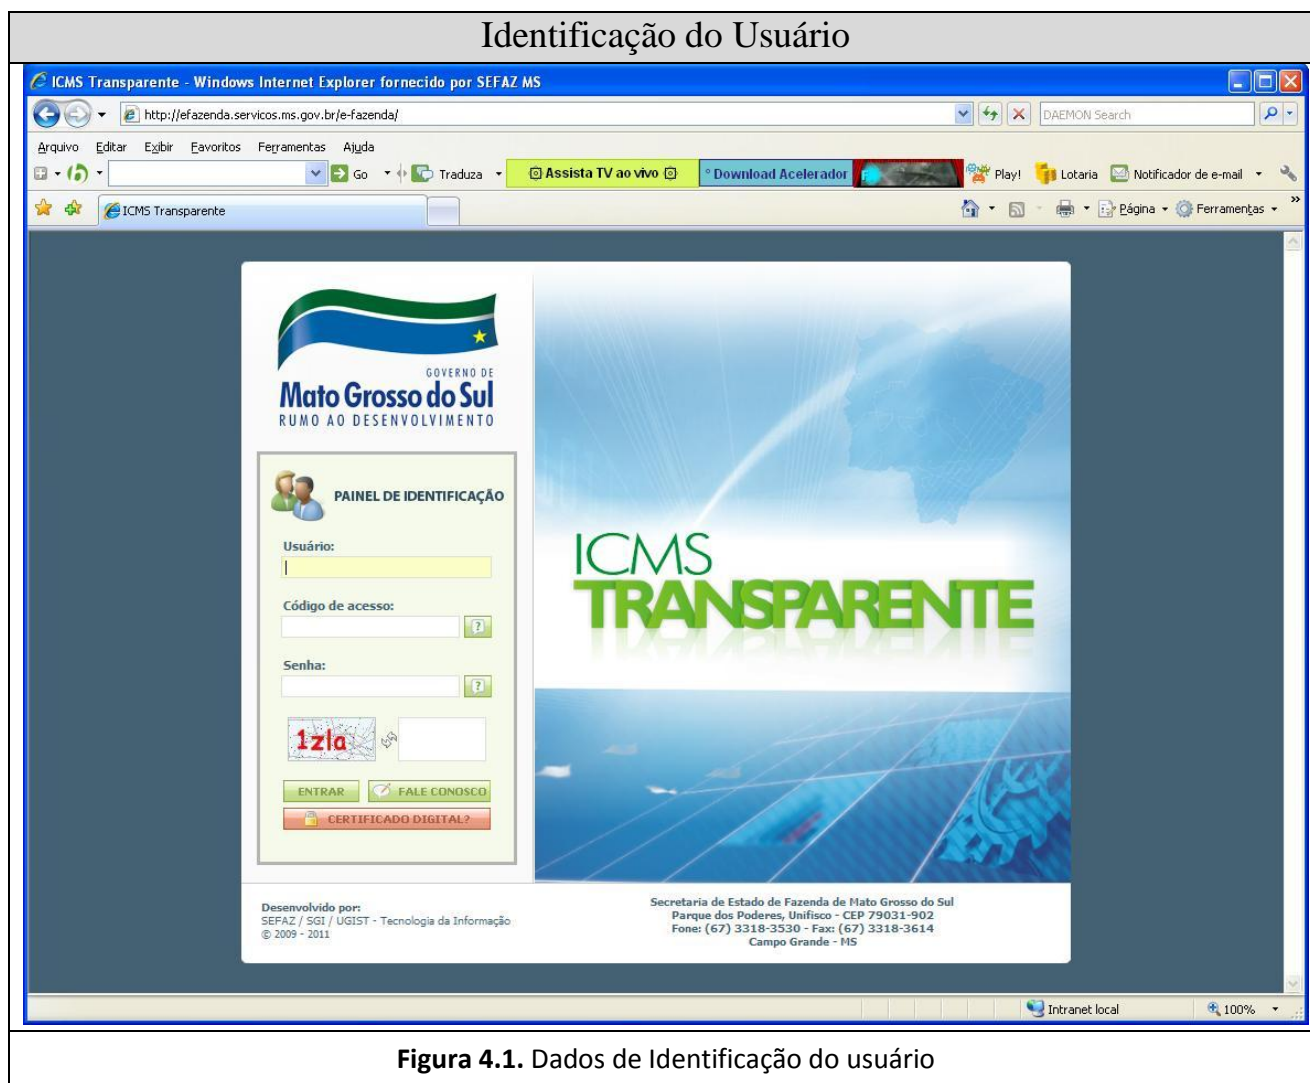 Identificação do Usuário
ICMS Transparente - Windows Internet Explorer fornecido por SEFAZ MS
http://efazenda.servicos.ms.gov.br/e-fazenda/
DAEMON Search
Arquivo Editar Exibir Favoritos Ferramentas Ajuda
Go Traduza Assista TV ao vivo Download Acelerador Play! Lotaria Notificador de e-mail
ICMS Transparente
Página Ferramentas
GOVERNO DE
Mato Grosso do Sul
RUMO AO DESENVOLVIMENTO
PAINEL DE IDENTIFICAÇÃO
Usuário:
Código de acesso:
?
Senha:
?
1zla
ENTRAR FALE CONOSCO
CERTIFICADO DIGITAL?
ICMS
TRANSPARENTE
Desenvolvido por:
SEFAZ / SGI / UGIST - Tecnologia da Informação
© 2009 - 2011
Secretaria de Estado de Fazenda de Mato Grosso do Sul
Parque dos Poderes, Unifisco - CEP 79031-902
Fone: (67) 3318-3530 - Fax: (67) 3318-3614
Campo Grande - MS
Intranet local 100%
Figura 4.1. Dados de Identificação do usuário